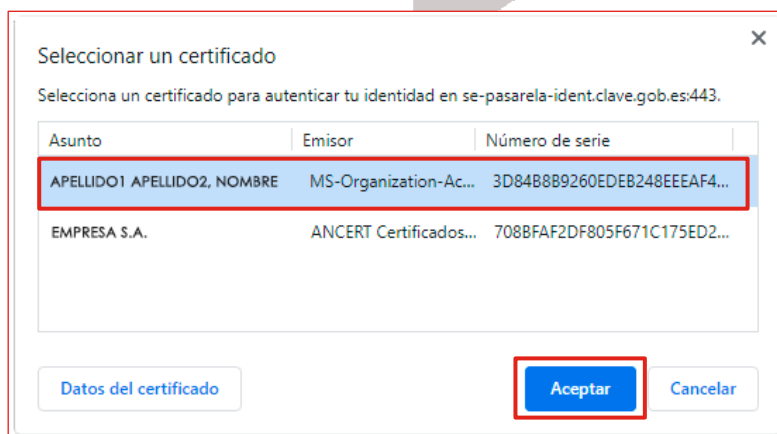 Seleccionar un certificado
Selecciona un certificado para autenticar tu identidad en se-pasarela-ident.clave.gob.es:443.
Asunto Emisor Número de serie
APELLIDO1 APELLIDO2, NOMBRE MS-Organization-Ac... 3D84B8B9260EDEB248EEEAF4...
EMPRESA S.A. ANCERT Certificados... 708BFAF2DF805F671C175ED2...
Datos del certificado Aceptar Cancelar